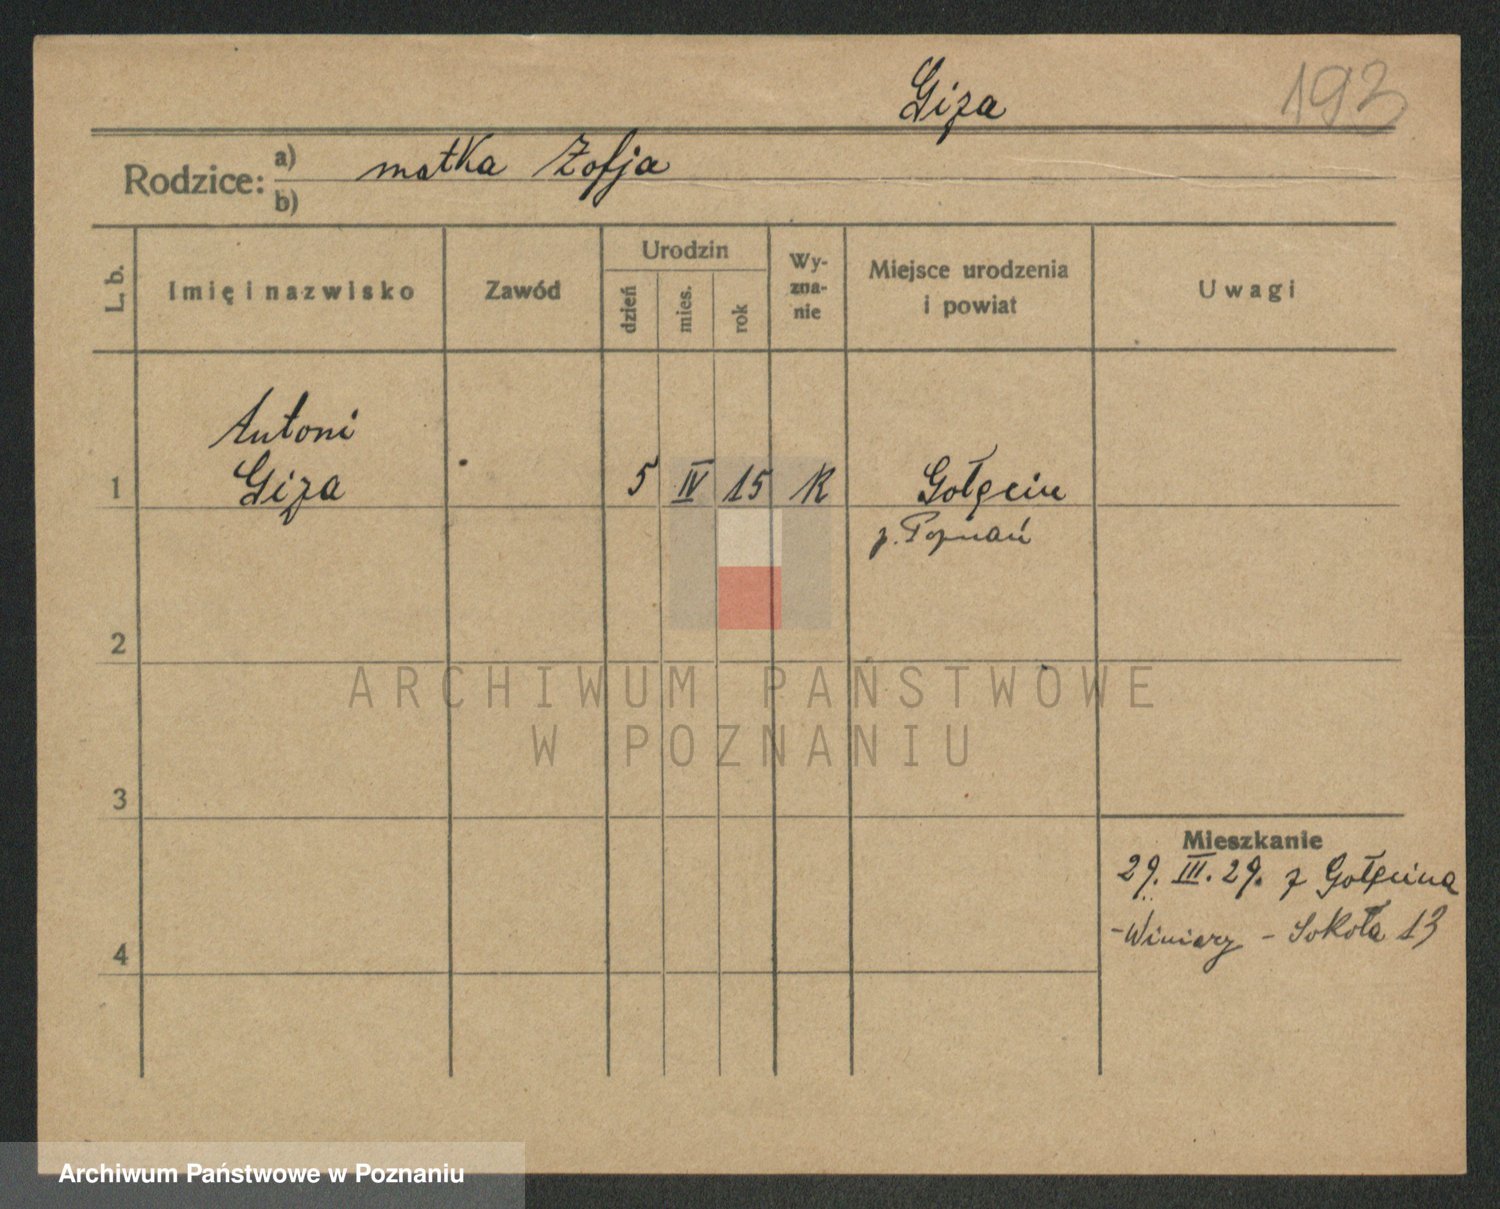 Giza
193
Rodzice:
a) matka Zofja
b)
L. b.
Imię i nazwisko
Zawód
Urodzin
dzień
mies.
rok
Wy-
zna-
nie
Miejsce urodzenia
i powiat
Uwagi
Antoni
1 Giza 5 IV 15 K Gołęcin
p. Poznań
2
3
4
Mieszkanie
29. III. 29. z Gołęcina
- Winiary - Sokoła 13
ARCHIWUM PAŃSTWOWE
W POZNANIU
Archiwum Państwowe w Poznaniu